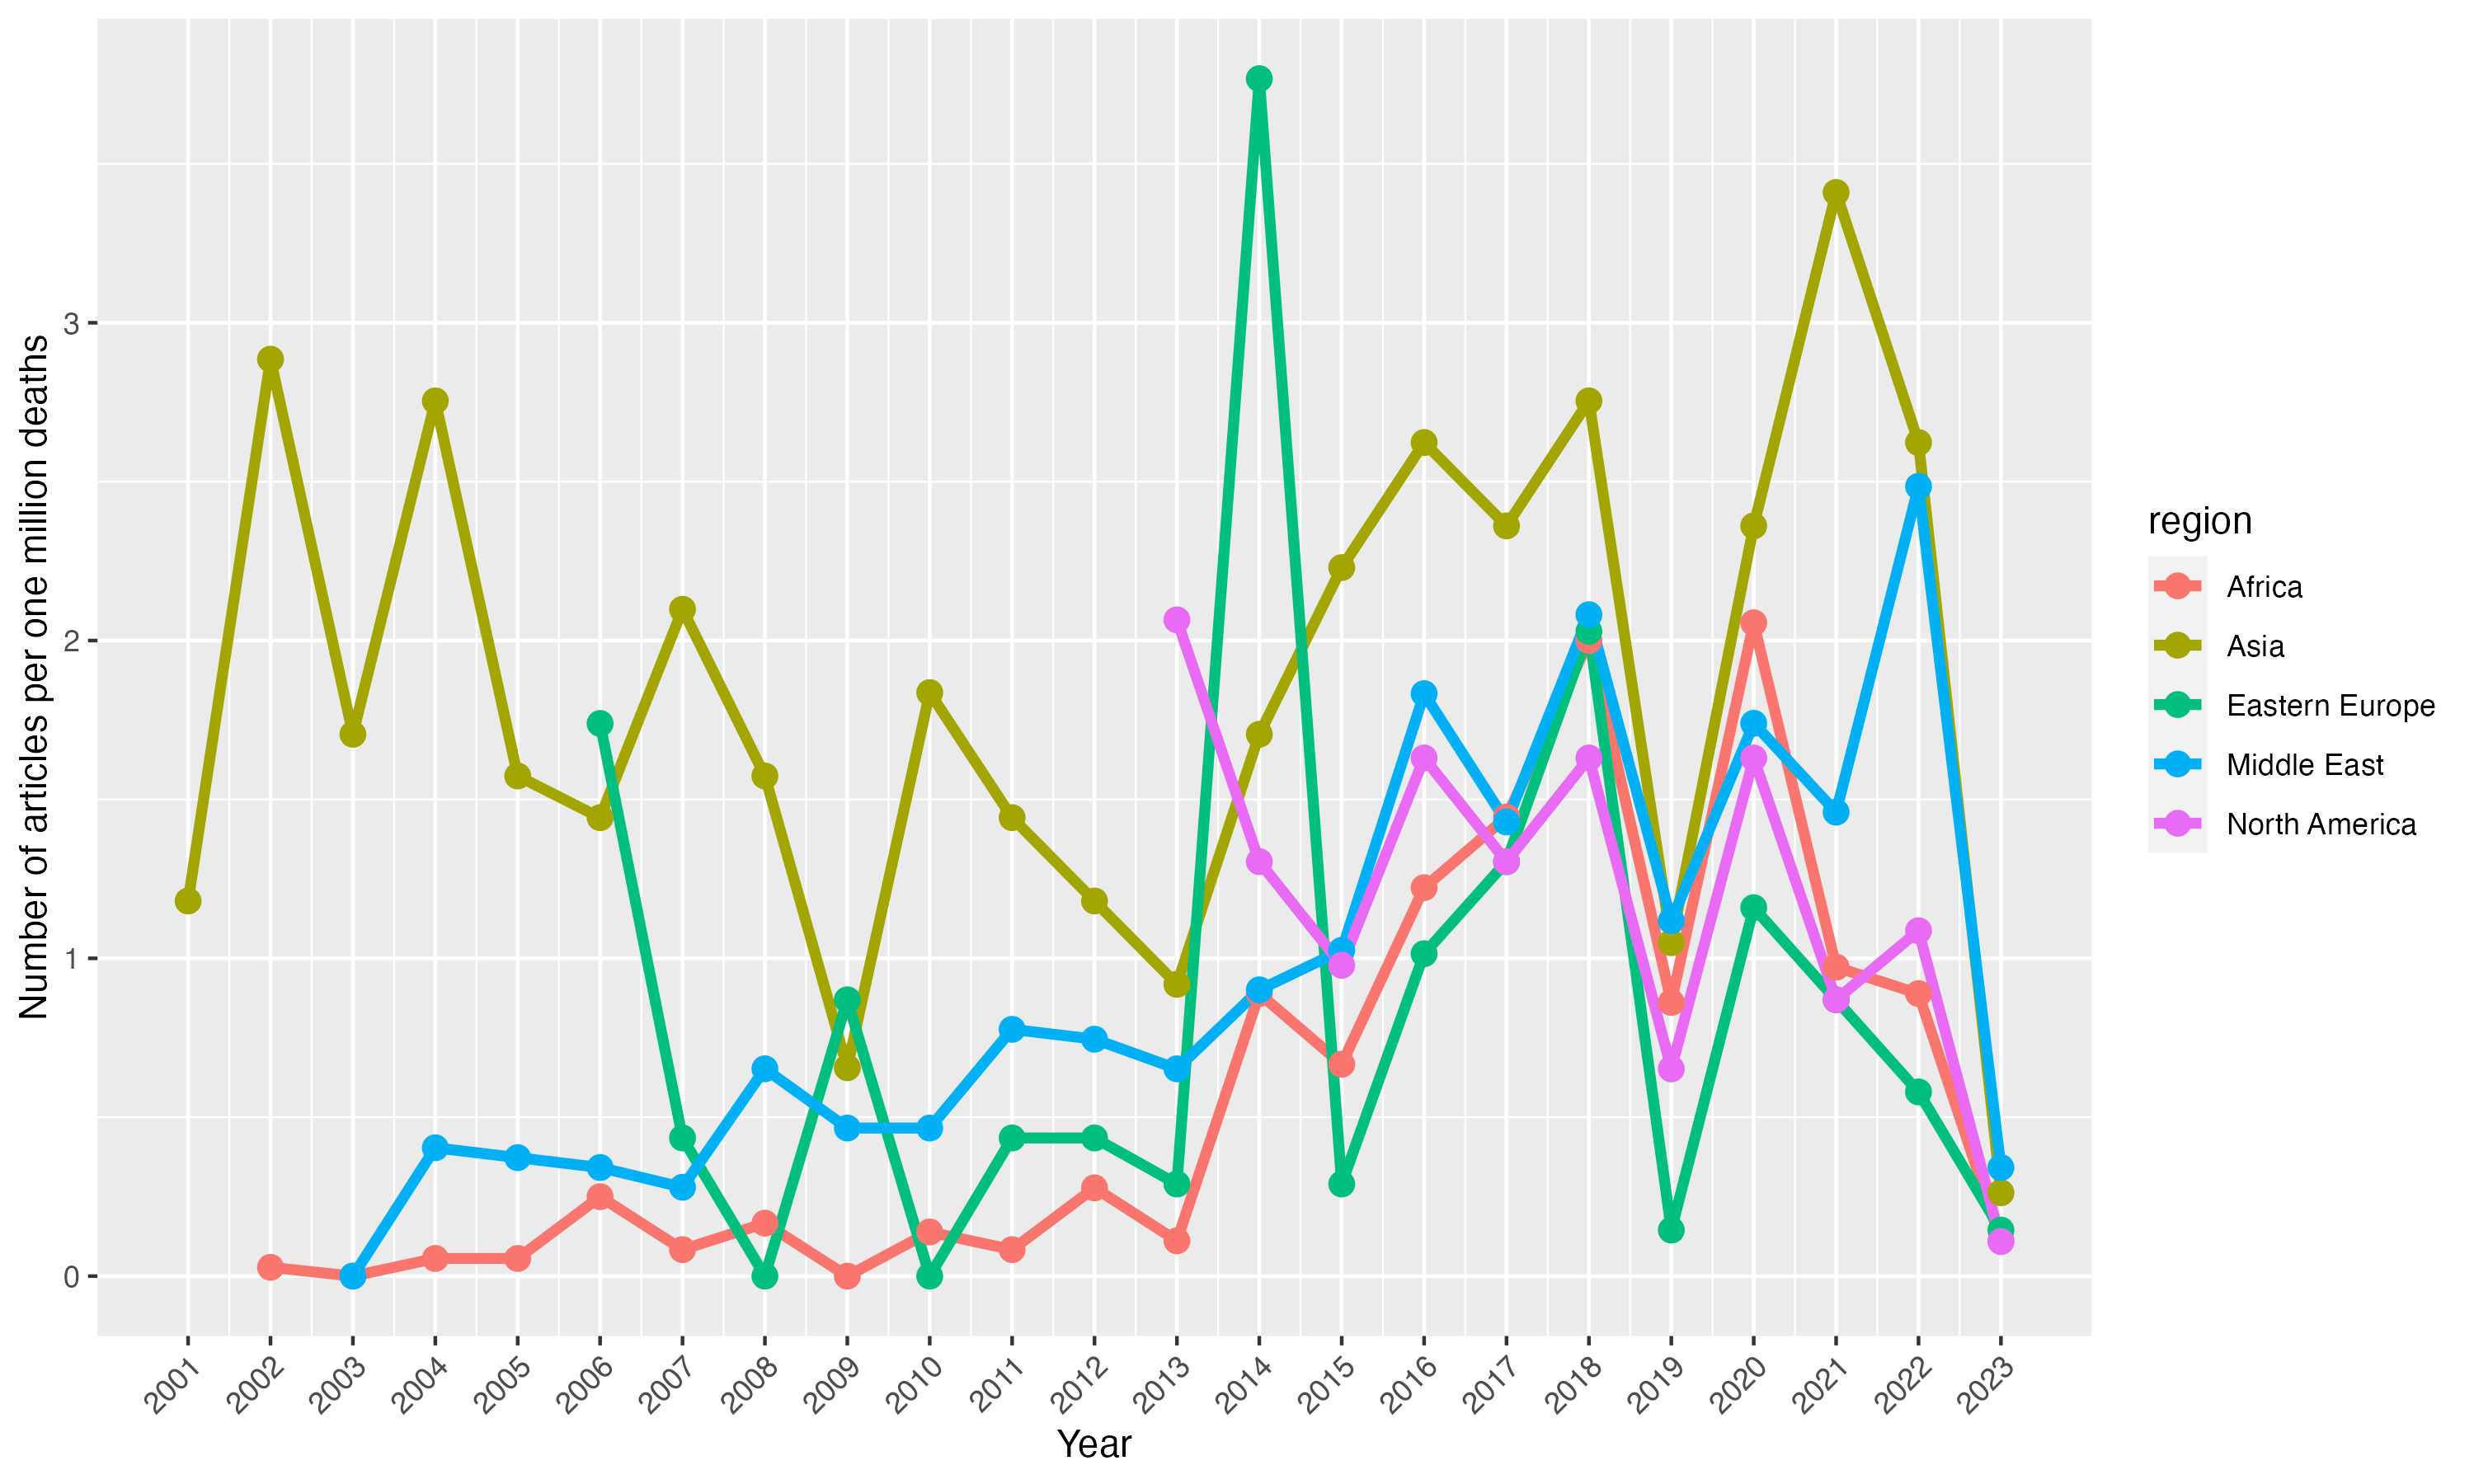 Number of articles per one million deaths
3
2
1
0
2001 2002 2003 2004 2005 2006 2007 2008 2009 2010 2011 2012 2013 2014 2015 2016 2017 2018 2019 2020 2021 2022 2023
Year
region
Africa
Asia
Eastern Europe
Middle East
North America